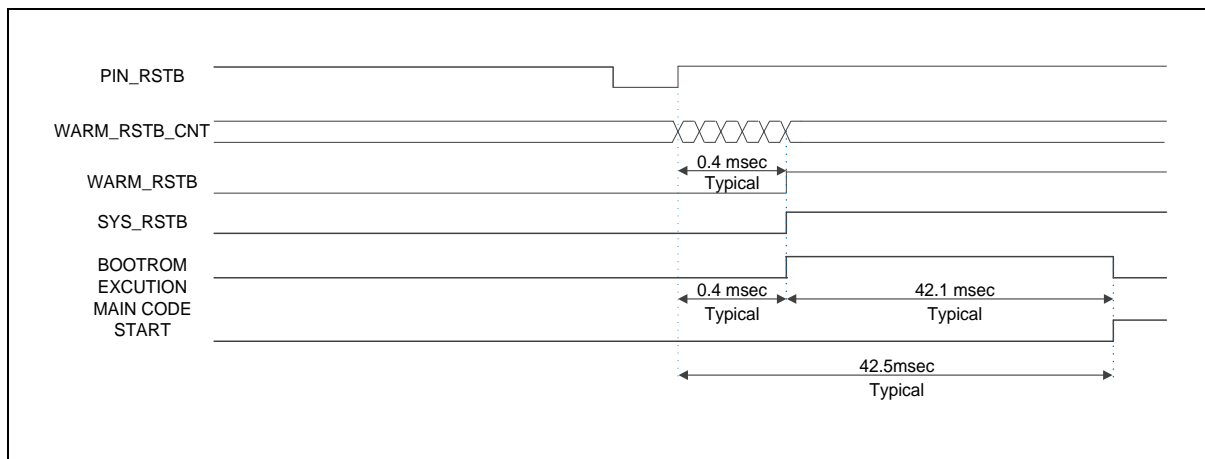 PIN_RSTB
WARM_RSTB_CNT
0.4 msec
Typical
WARM_RSTB
SYS_RSTB
BOOTROM
EXCUTION
0.4 msec
Typical
42.1 msec
Typical
MAIN CODE
START
42.5msec
Typical